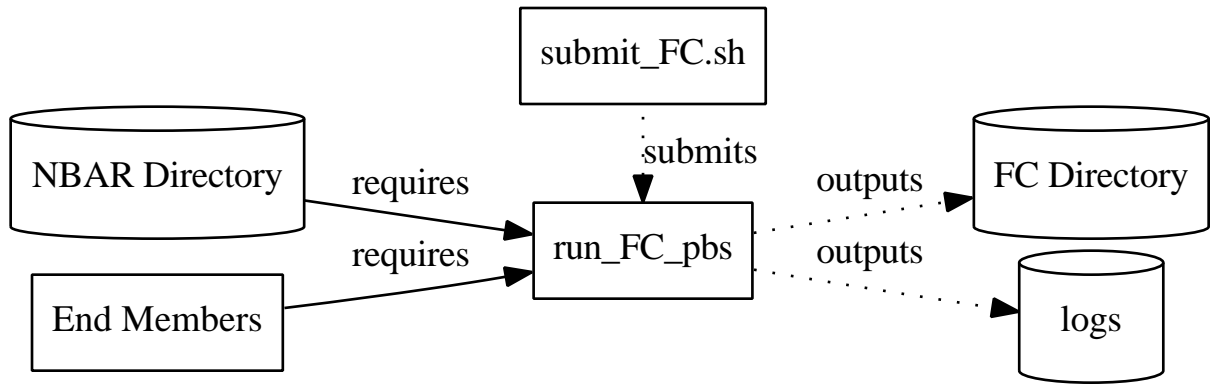 submit_FC.sh
NBAR Directory
requires
submits
outputs
FC Directory
run_FC_pbs
requires
outputs
End Members
logs